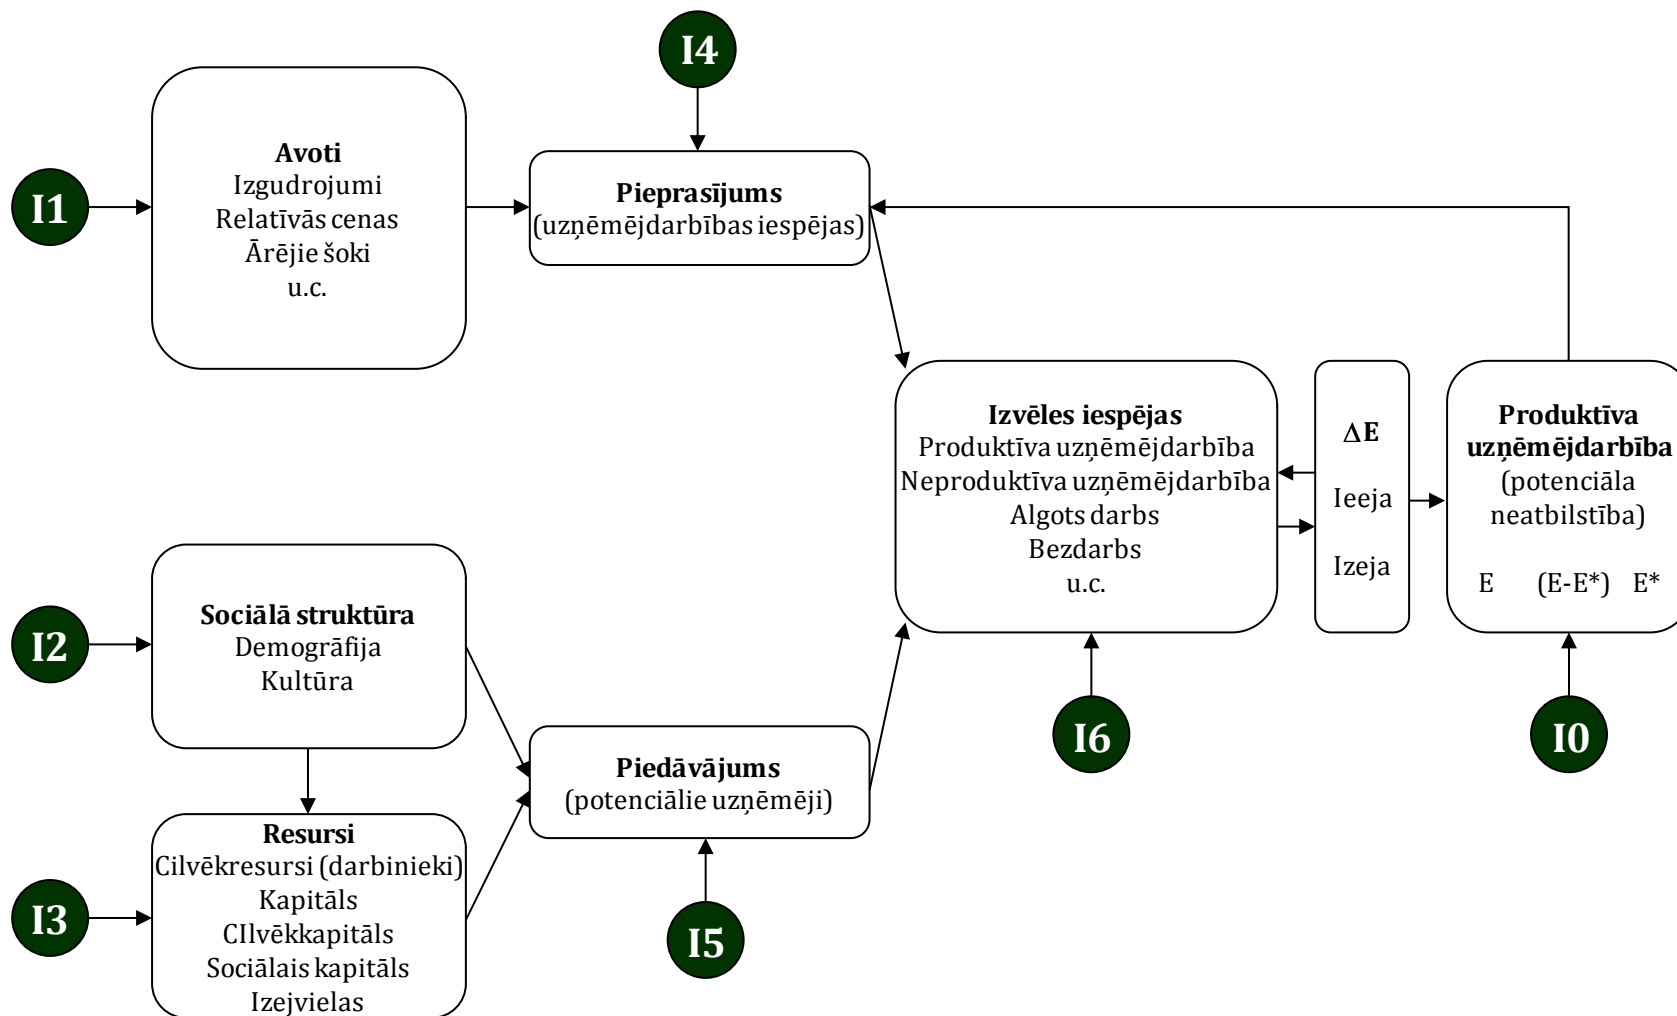 I4
I1
Avoti
Izgudrojumi
Relatīvās cenas
Ārējie šoki
u.c.
Pieprasījums
(uzņēmējdarbības iespējas)
Izvēles iespējas
Produktīva uzņēmējdarbība
Neproduktīva uzņēmējdarbība
Algots darbs
Bezdarbs
u.c.
ΔE
Ieeja
Izeja
Produktīva
uzņēmējdarbība
(potenciāla
neatbilstība)
E (E-E*) E*
I2
Sociālā struktūra
Demogrāfija
Kultūra
I6
I0
Piedāvājums
(potenciālie uzņēmēji)
I3
Resursi
Cilvēkresursi (darbinieki)
Kapitāls
CIlvēkkapitāls
Sociālais kapitāls
Izejvielas
I5